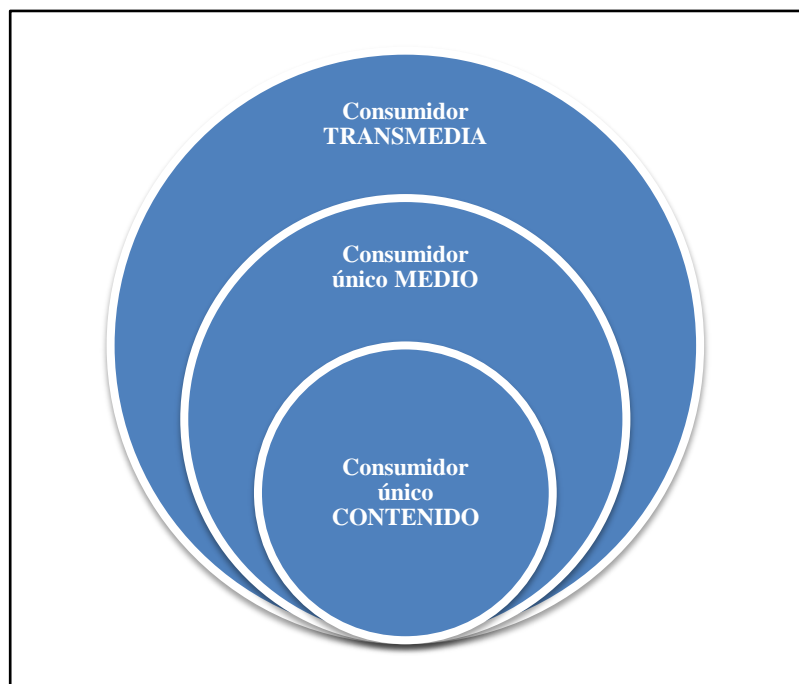 Consumidor
TRANSMEDIA
Consumidor
único MEDIO
Consumidor
único
CONTENIDO